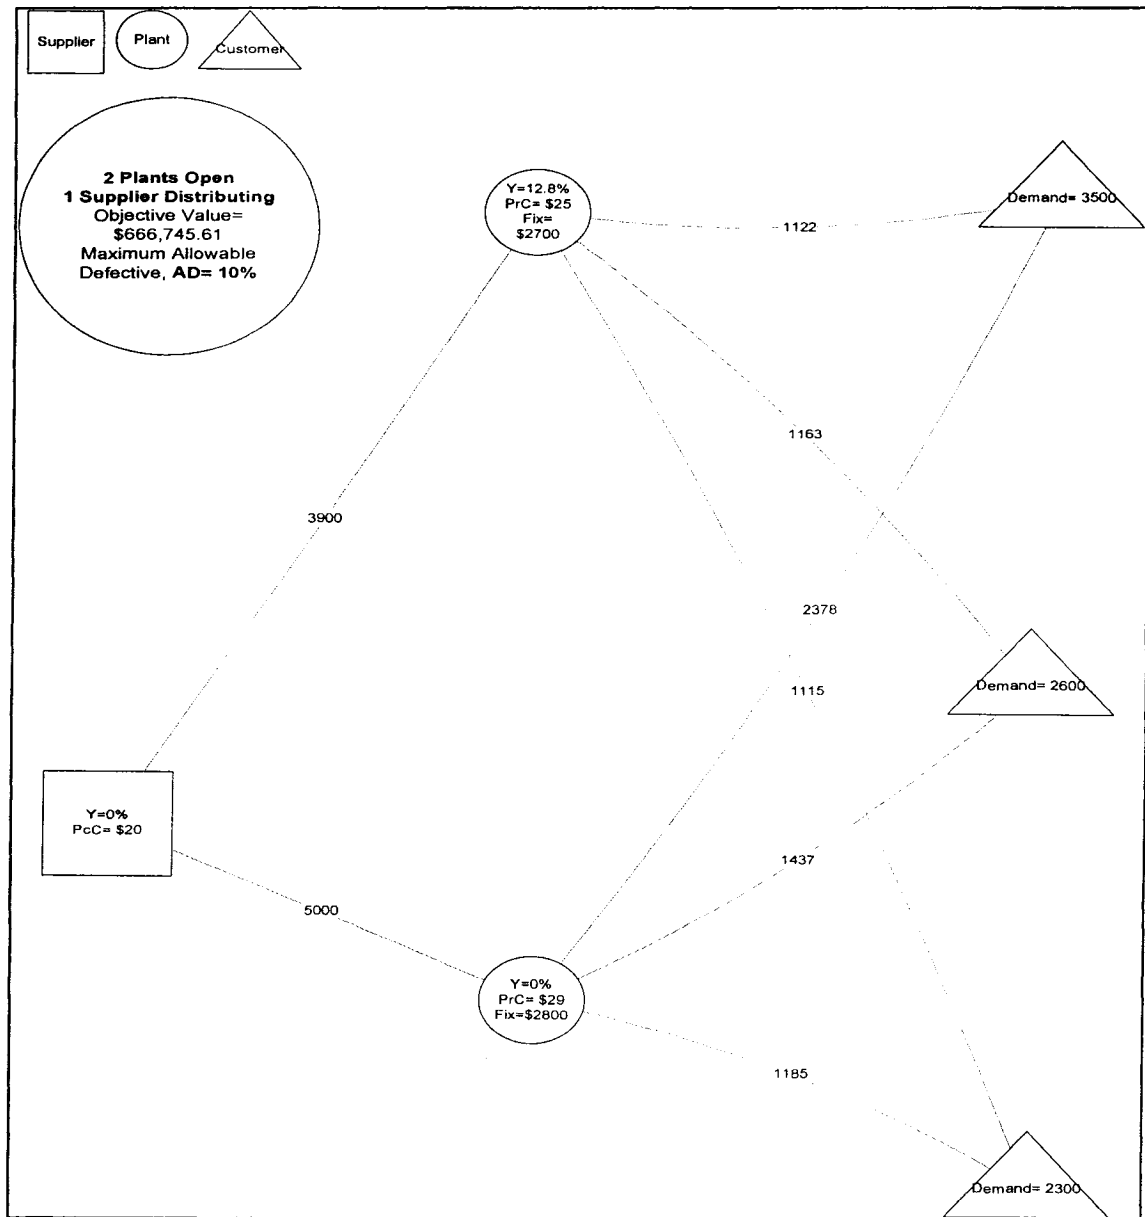 Supplier
Plant
Customer
2 Plants Open
1 Supplier Distributing
Objective Value=
$666,745.61
Maximum Allowable
Defective, AD= 10%
Y=12.8%
PrC= $25
Fix=
$2700
Demand= 3500
1122
1163
3900
2378
1115
Demand= 2600
Y=0%
PcC= $20
1437
5000
Y=0%
PrC= $29
Fix=$2800
1185
Demand= 2300